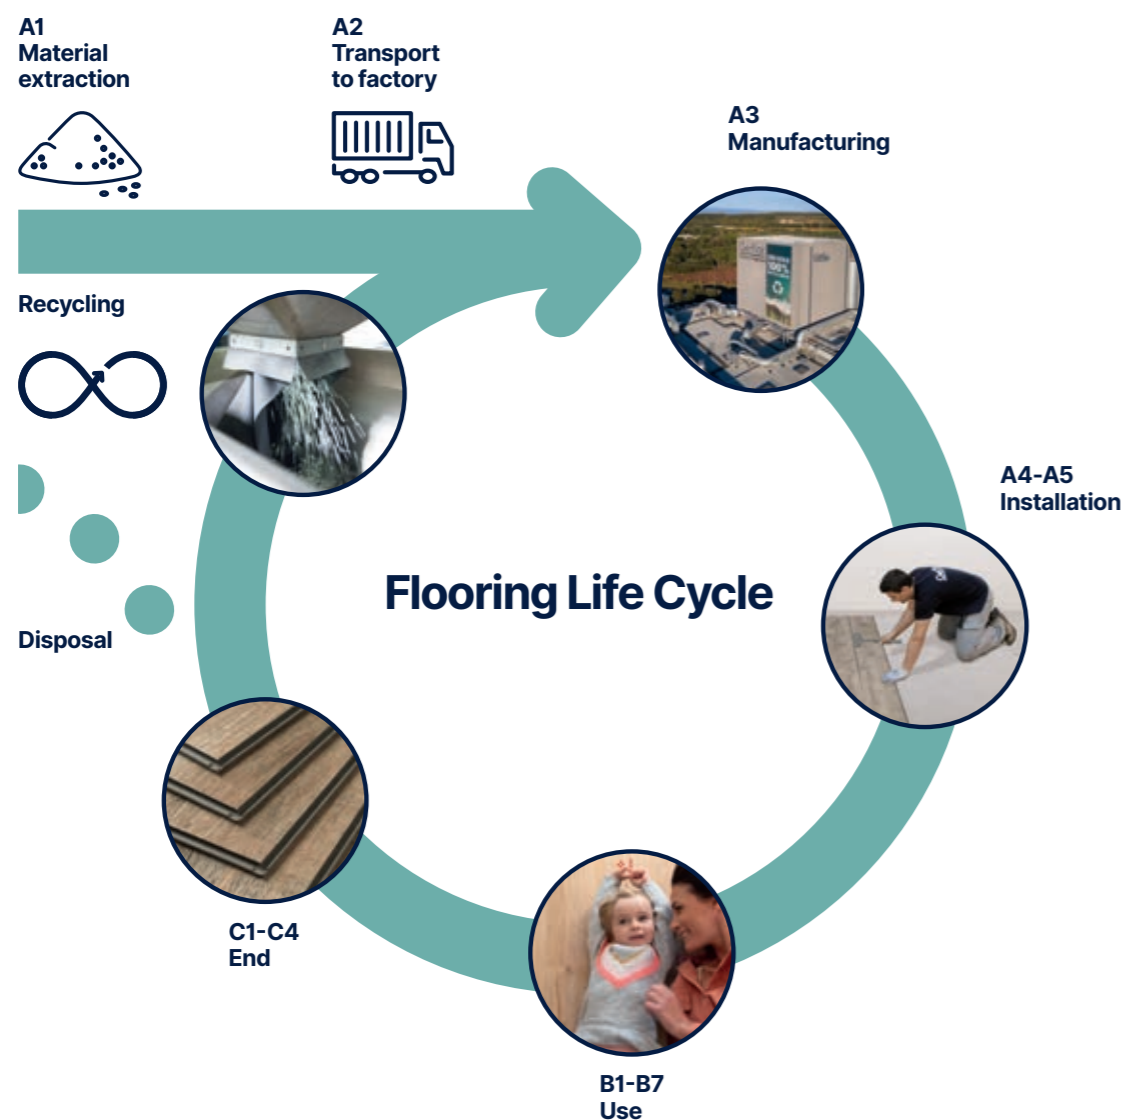 A1
Material
extraction
A2
Transport
to factory
A3
Manufacturing
100%
Recycling
A4-A5
Installation
Flooring Life Cycle
Disposal
C1-C4
End
B1-B7
Use